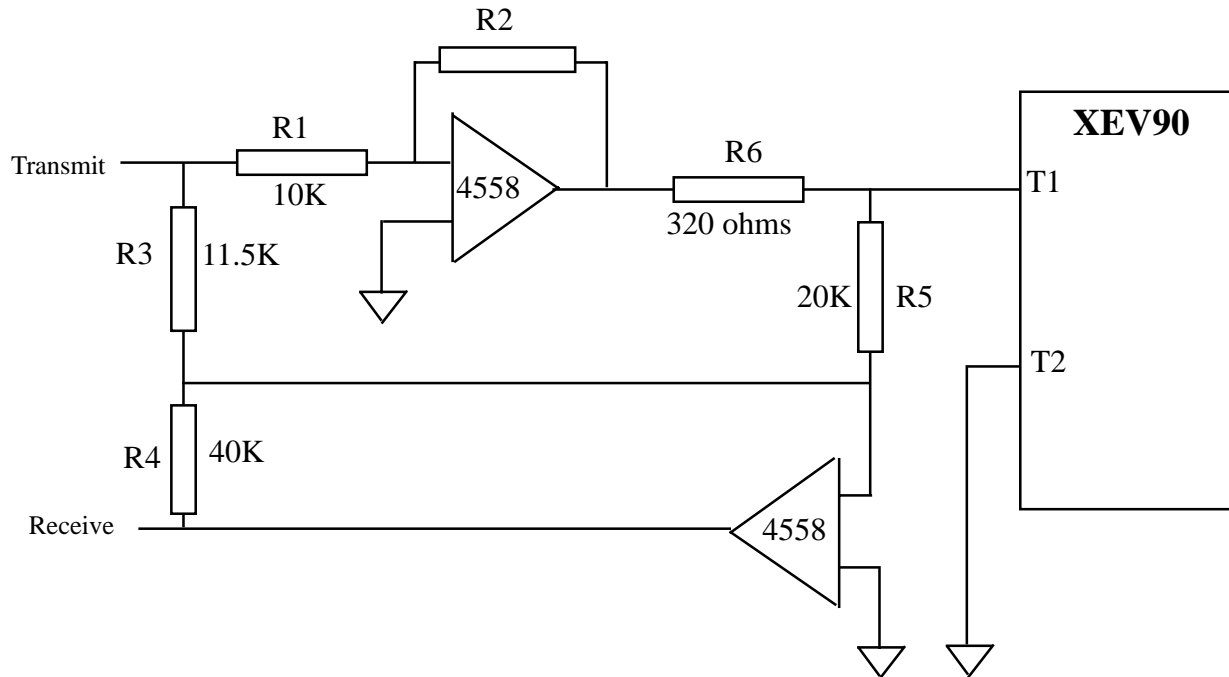 R2
XEV90
R1
Transmit
10K
4558
R6
320 ohms
T1
R3
11.5K
20K
R5
T2
R4
40K
Receive
4558